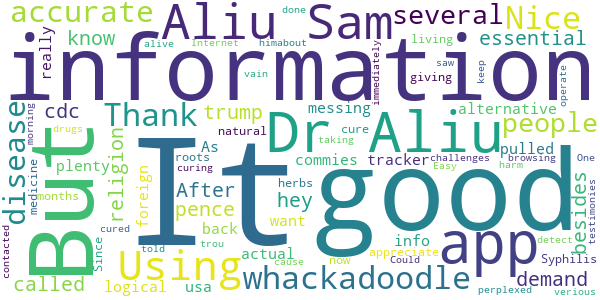 accurate
Aliu Sam
several
Nice
really
know
done
alive
Internet
himabout
living
essential
vain
immediately
giving
saw
keep
operate
information
cdc
Thank
trump
messing
alternative
people
disease
morning
drugs
natural
Dr Aliu
cure
taking
As
roots
commies
tracker
challenges
browsing
pulled
One
But
It
good
plenty
religion
curing
Easy
harm
medicine
months
foreign
After
pence
herbs
hey
besides
testimonies
cured
back
want
info
actual
app
now
appreciate
Could
detect
Syphilis
contacted
Since
called
told
Using
trou
cause
whackadoodle
demand
logical
usa
perplexed
verious